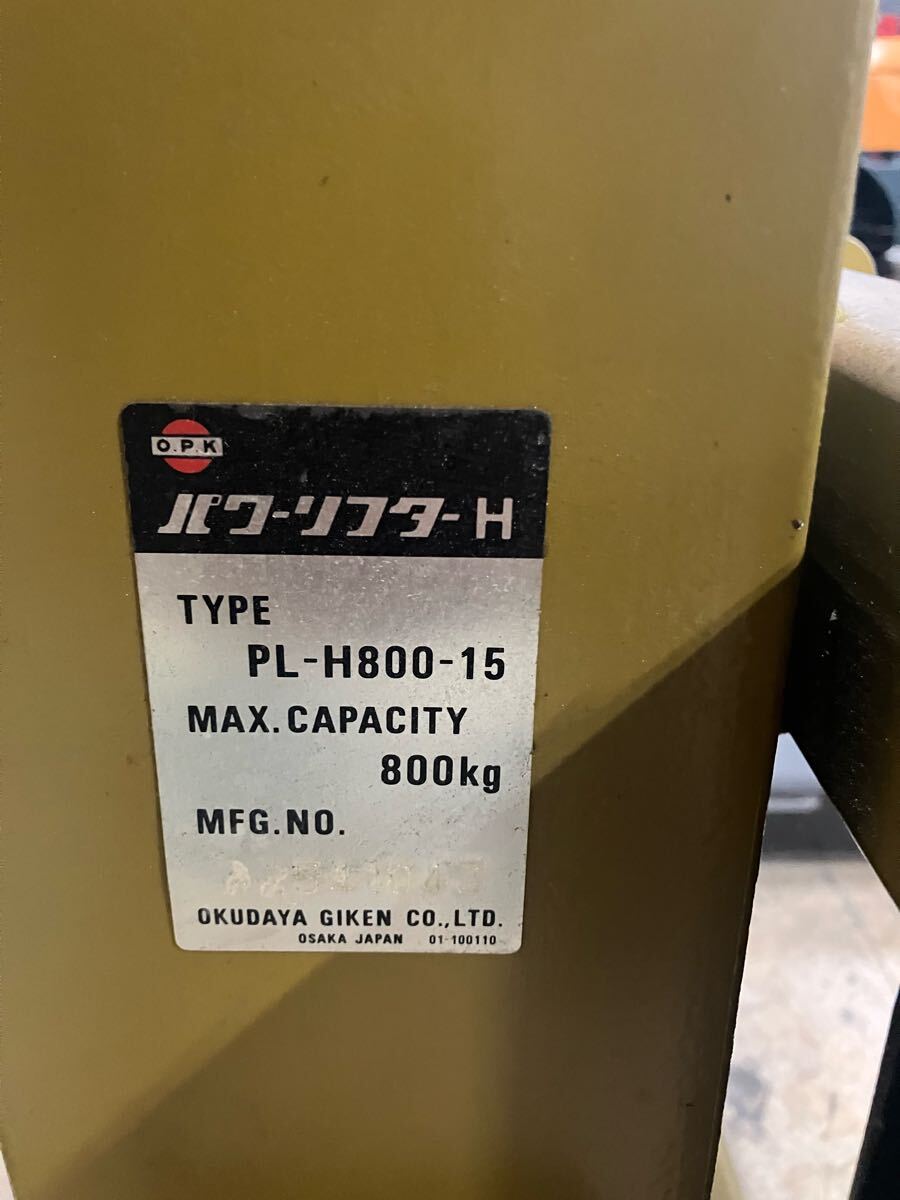 O.P.K
パワーリフターH
TYPE
PL-H800-15
MAX.CAPACITY
800kg
MFG.NO.
OKUDAYA GIKEN CO.,LTD.
OSAKA JAPAN 01-100110